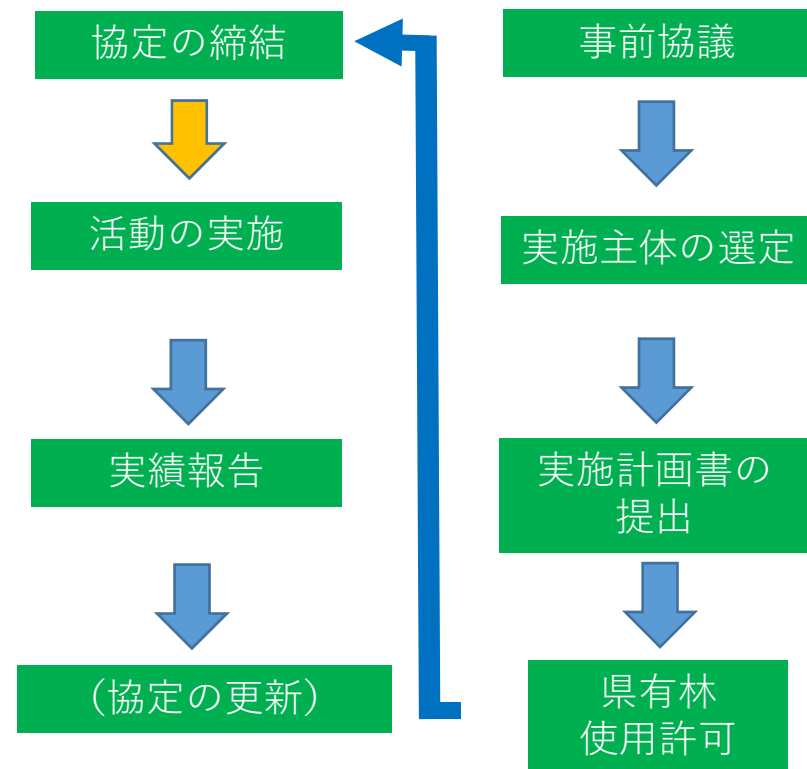 事前協議
実施主体の選定
実施計画書の
提出
県有林
使用許可
協定の締結
活動の実施
実績報告
（協定の更新）